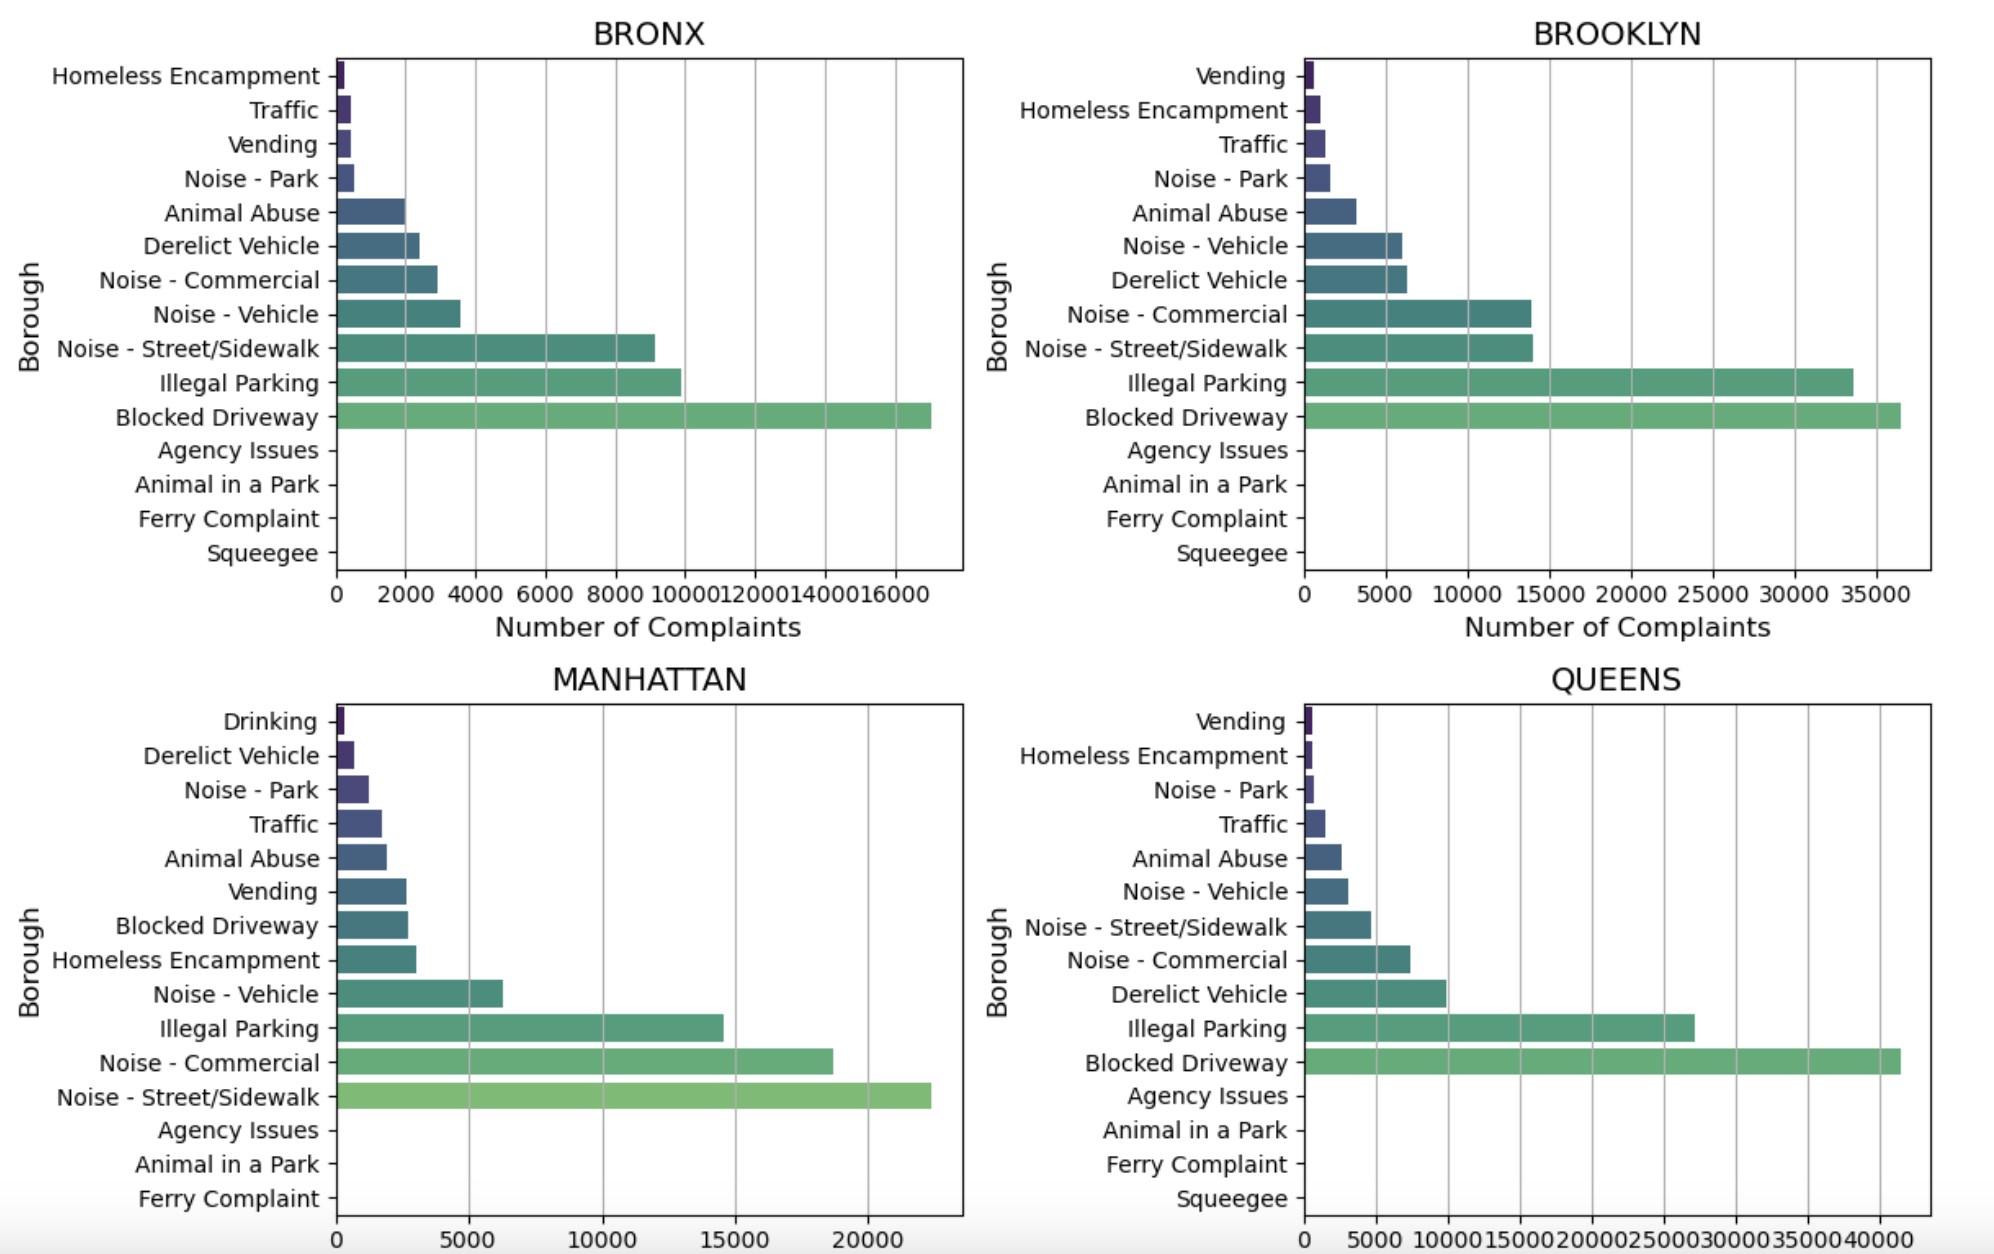 BRONX
Homeless Encampment
Traffic
Vending
Noise - Park
Animal Abuse
Derelict Vehicle
Noise - Commercial
Noise - Vehicle
Noise - Street/Sidewalk
Illegal Parking
Blocked Driveway
Agency Issues
Animal in a Park
Ferry Complaint
Squeegee
Borough
0 2000 4000 6000 8000 10000 12000 14000 16000
Number of Complaints
BROOKLYN
Vending
Homeless Encampment
Traffic
Noise - Park
Animal Abuse
Noise - Vehicle
Derelict Vehicle
Noise - Commercial
Noise - Street/Sidewalk
Illegal Parking
Blocked Driveway
Agency Issues
Animal in a Park
Ferry Complaint
Squeegee
Borough
0 5000 10000 15000 20000 25000 30000 35000
Number of Complaints
MANHATTAN
Drinking
Derelict Vehicle
Noise - Park
Traffic
Animal Abuse
Vending
Blocked Driveway
Homeless Encampment
Noise - Vehicle
Illegal Parking
Noise - Commercial
Noise - Street/Sidewalk
Agency Issues
Animal in a Park
Ferry Complaint
Borough
0 5000 10000 15000 20000
QUEENS
Vending
Homeless Encampment
Noise - Park
Traffic
Animal Abuse
Noise - Vehicle
Noise - Street/Sidewalk
Noise - Commercial
Derelict Vehicle
Illegal Parking
Blocked Driveway
Agency Issues
Animal in a Park
Ferry Complaint
Squeegee
Borough
0 5000 10000 15000 20000 25000 30000 35000 40000